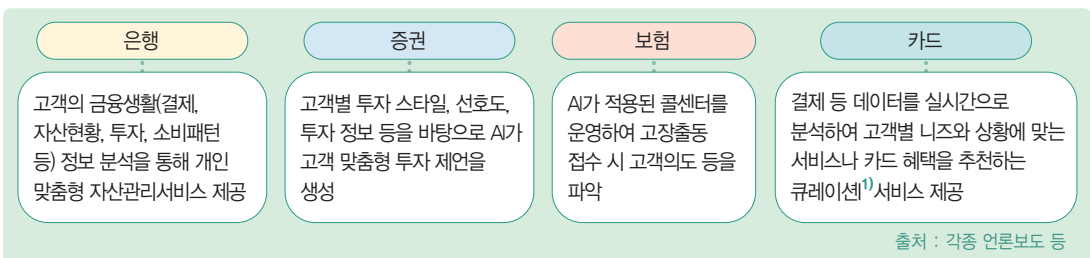 은행
고객의 금융생활(결제,
자산현황, 투자, 소비패턴
등) 정보 분석을 통해 개인
맞춤형 자산관리서비스 제공
증권
고객별 투자 스타일, 선호도,
투자 정보 등을 바탕으로 AI가
고객 맞춤형 투자 제언을
생성
보험
AI가 적용된 콜센터를
운영하여 고장출동
접수 시 고객의도 등을
파악
카드
결제 등 데이터를 실시간으로
분석하여 고객별 니즈와 상황에 맞는
서비스나 카드 혜택을 추천하는
큐레이션1)서비스 제공
출처 : 각종 언론보도 등